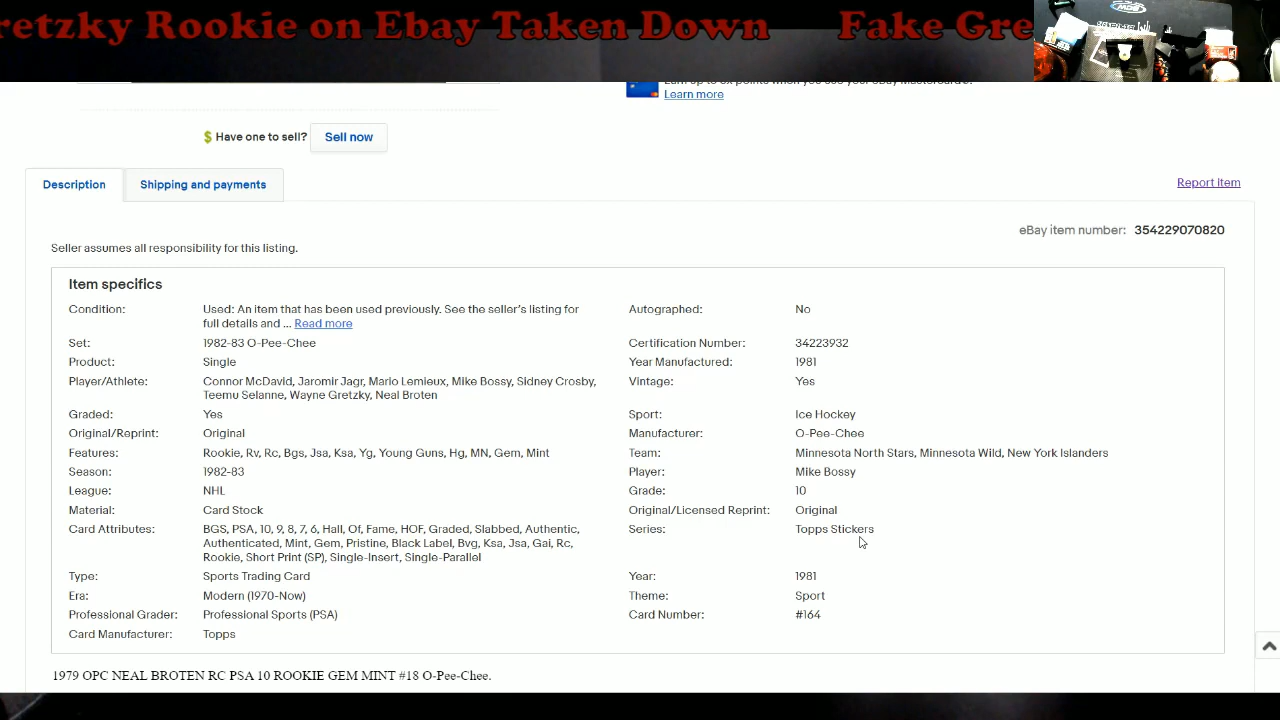 retzky Rookie on Ebay Taken Down Fake Gre
Learn more
$ Have one to sell? Sell now
Description Shipping and payments Report Item
eBay item number: 354229070820
Seller assumes all responsibility for this listing.
Item specifics
Condition: Used: An item that has been used previously. See the seller's listing for full details and ... Read more Autographed: No
Set: 1982-83 O-Pee-Chee Certification Number: 34223932
Product: Single Year Manufactured: 1981
Player/Athlete: Connor McDavid, Jaromir Jagr, Mario Lemieux, Mike Bossy, Sidney Crosby, Vintage: Yes
Teemu Selanne, Wayne Gretzky, Neal Broten
Graded: Yes Sport: Ice Hockey
Original/Reprint: Original Manufacturer: O-Pee-Chee
Features: Rookie, Rv, Rc, Bgs, Jsa, Ksa, Yg, Young Guns, Hg, MN, Gem, Mint Team: Minnesota North Stars, Minnesota Wild, New York Islanders
Season: 1982-83 Player: Mike Bossy
League: NHL Grade: 10
Material: Card Stock Original/Licensed Reprint: Original
Card Attributes: BGS, PSA, 10, 9, 8, 7, 6, Hall, Of, Fame, HOF, Graded, Slabbed, Authentic, Series: Topps Stickers
Authenticated, Mint, Gem, Pristine, Black Label, Bvg, Ksa, Jsa, Gai, Rc,
Rookie, Short Print (SP), Single-Insert, Single-Parallel
Type: Sports Trading Card Year: 1981
Era: Modern (1970-Now) Theme: Sport
Professional Grader: Professional Sports (PSA) Card Number: #164
Card Manufacturer: Topps
1979 OPC NEAL BROTEN RC PSA 10 ROOKIE GEM MINT #18 O-Pee-Chee.